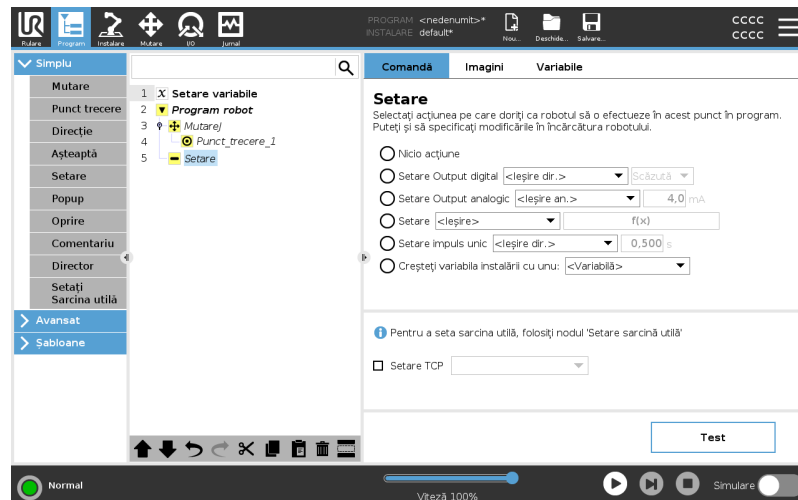 PROGRAM <nedenumit>*
INSTALARE default*
Rulare Program Instalare Mutare I/O Jurnal Nou... Deschide... Salvare...
cccc
cccc
Simplu
Mutare
Punct trecere
Direcție
Așteaptă
Setare
Popup
Oprire
Comentariu
Director
Setați
Sarcina utilă
Avansat
Șabloane
1 X Setare variabile
2 Program robot
3 MutareJ
4 Punct_trecere_1
5 Setare
Comandă Imagini Variabile
Setare
Selectați acțiunea pe care doriți ca robotul să o efectueze în acest punct în program.
Puteți și să specificați modificările în încărcătura robotului.
Nicio acțiune
Setare Output digital <Ieșire dir.> Scăzută
Setare Output analogic <Ieșire an.> 4,0 mA
Setare <Ieșire> f(x)
Setare impuls unic <Ieșire dir.> 0,500 s
Creșteți variabila instalării cu unu: <Variabilă>
Pentru a seta sarcina utilă, folosiți nodul 'Setare sarcină utilă'
Setare TCP
Test
Normal
Viteză 100%
Simulare